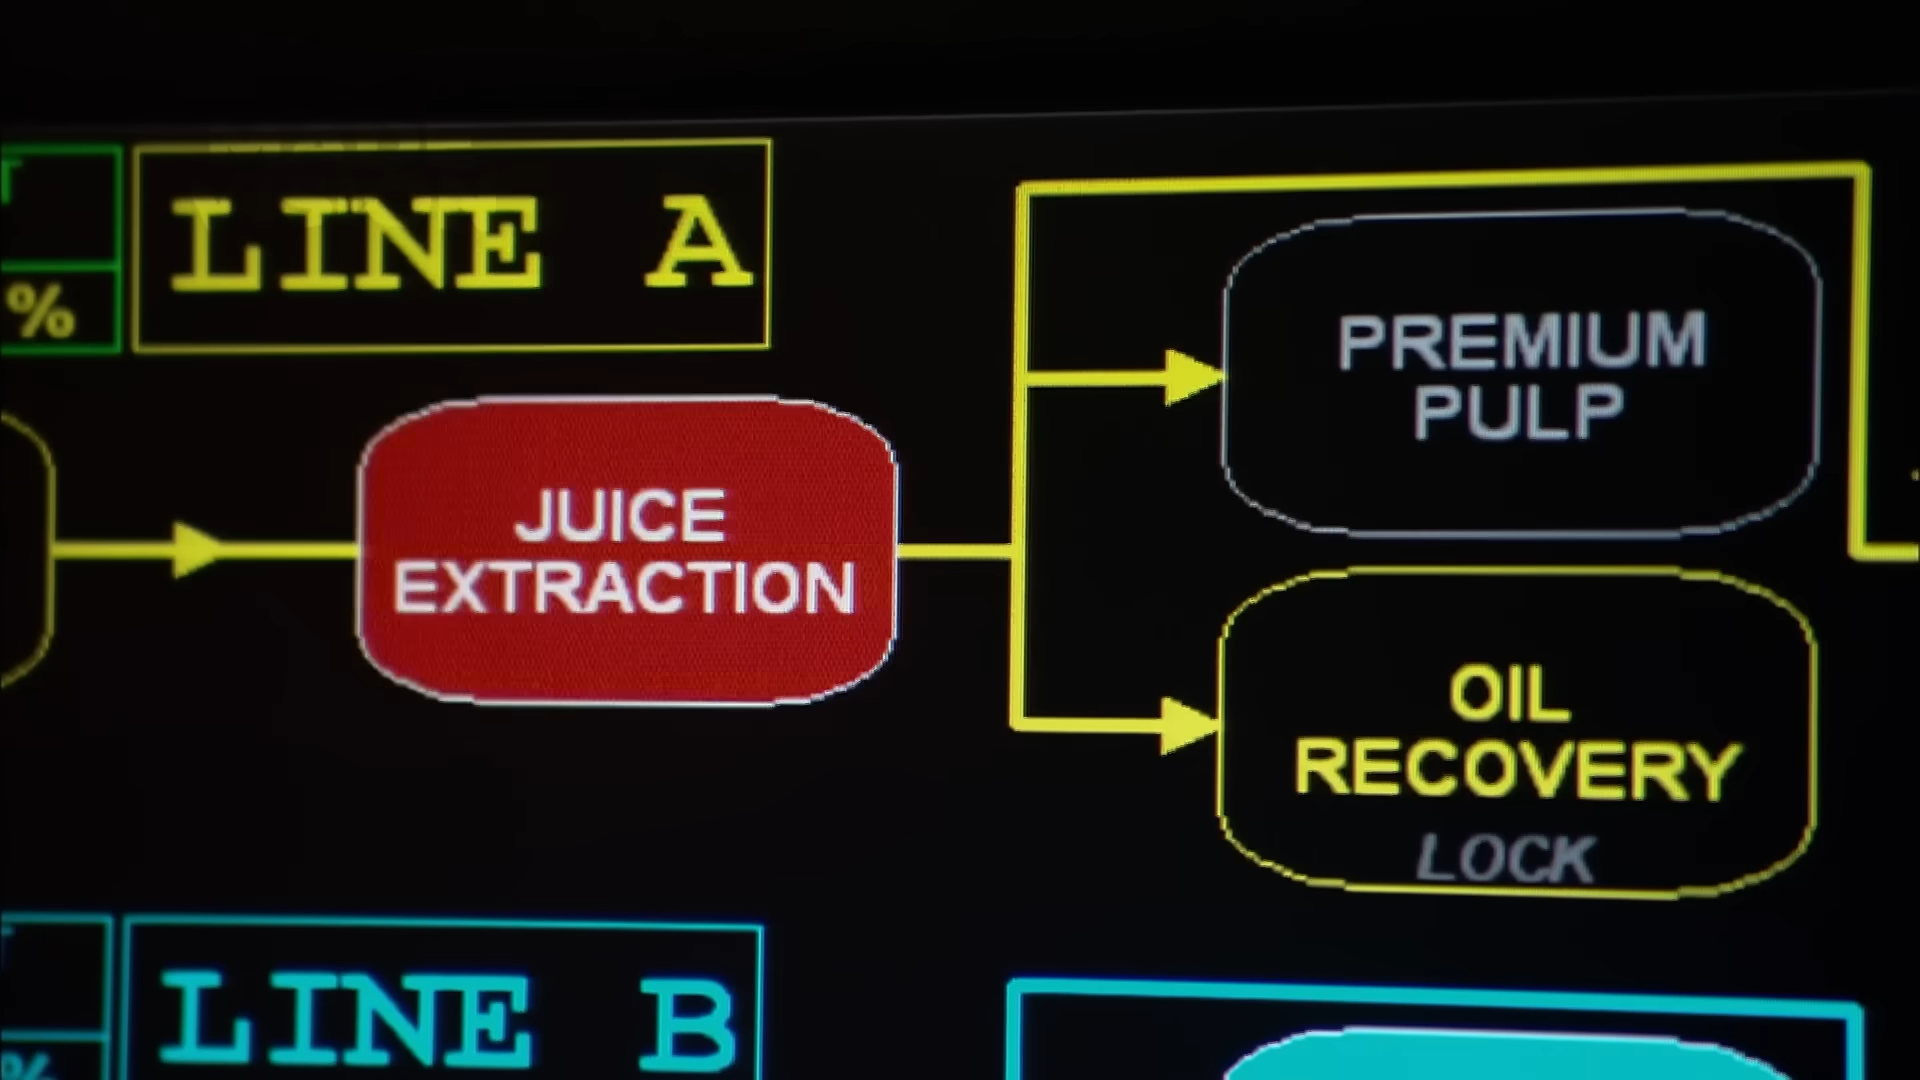 %
LINE A
PREMIUM
PULP
JUICE
EXTRACTION
OIL
RECOVERY
LOCK
LINE B
%